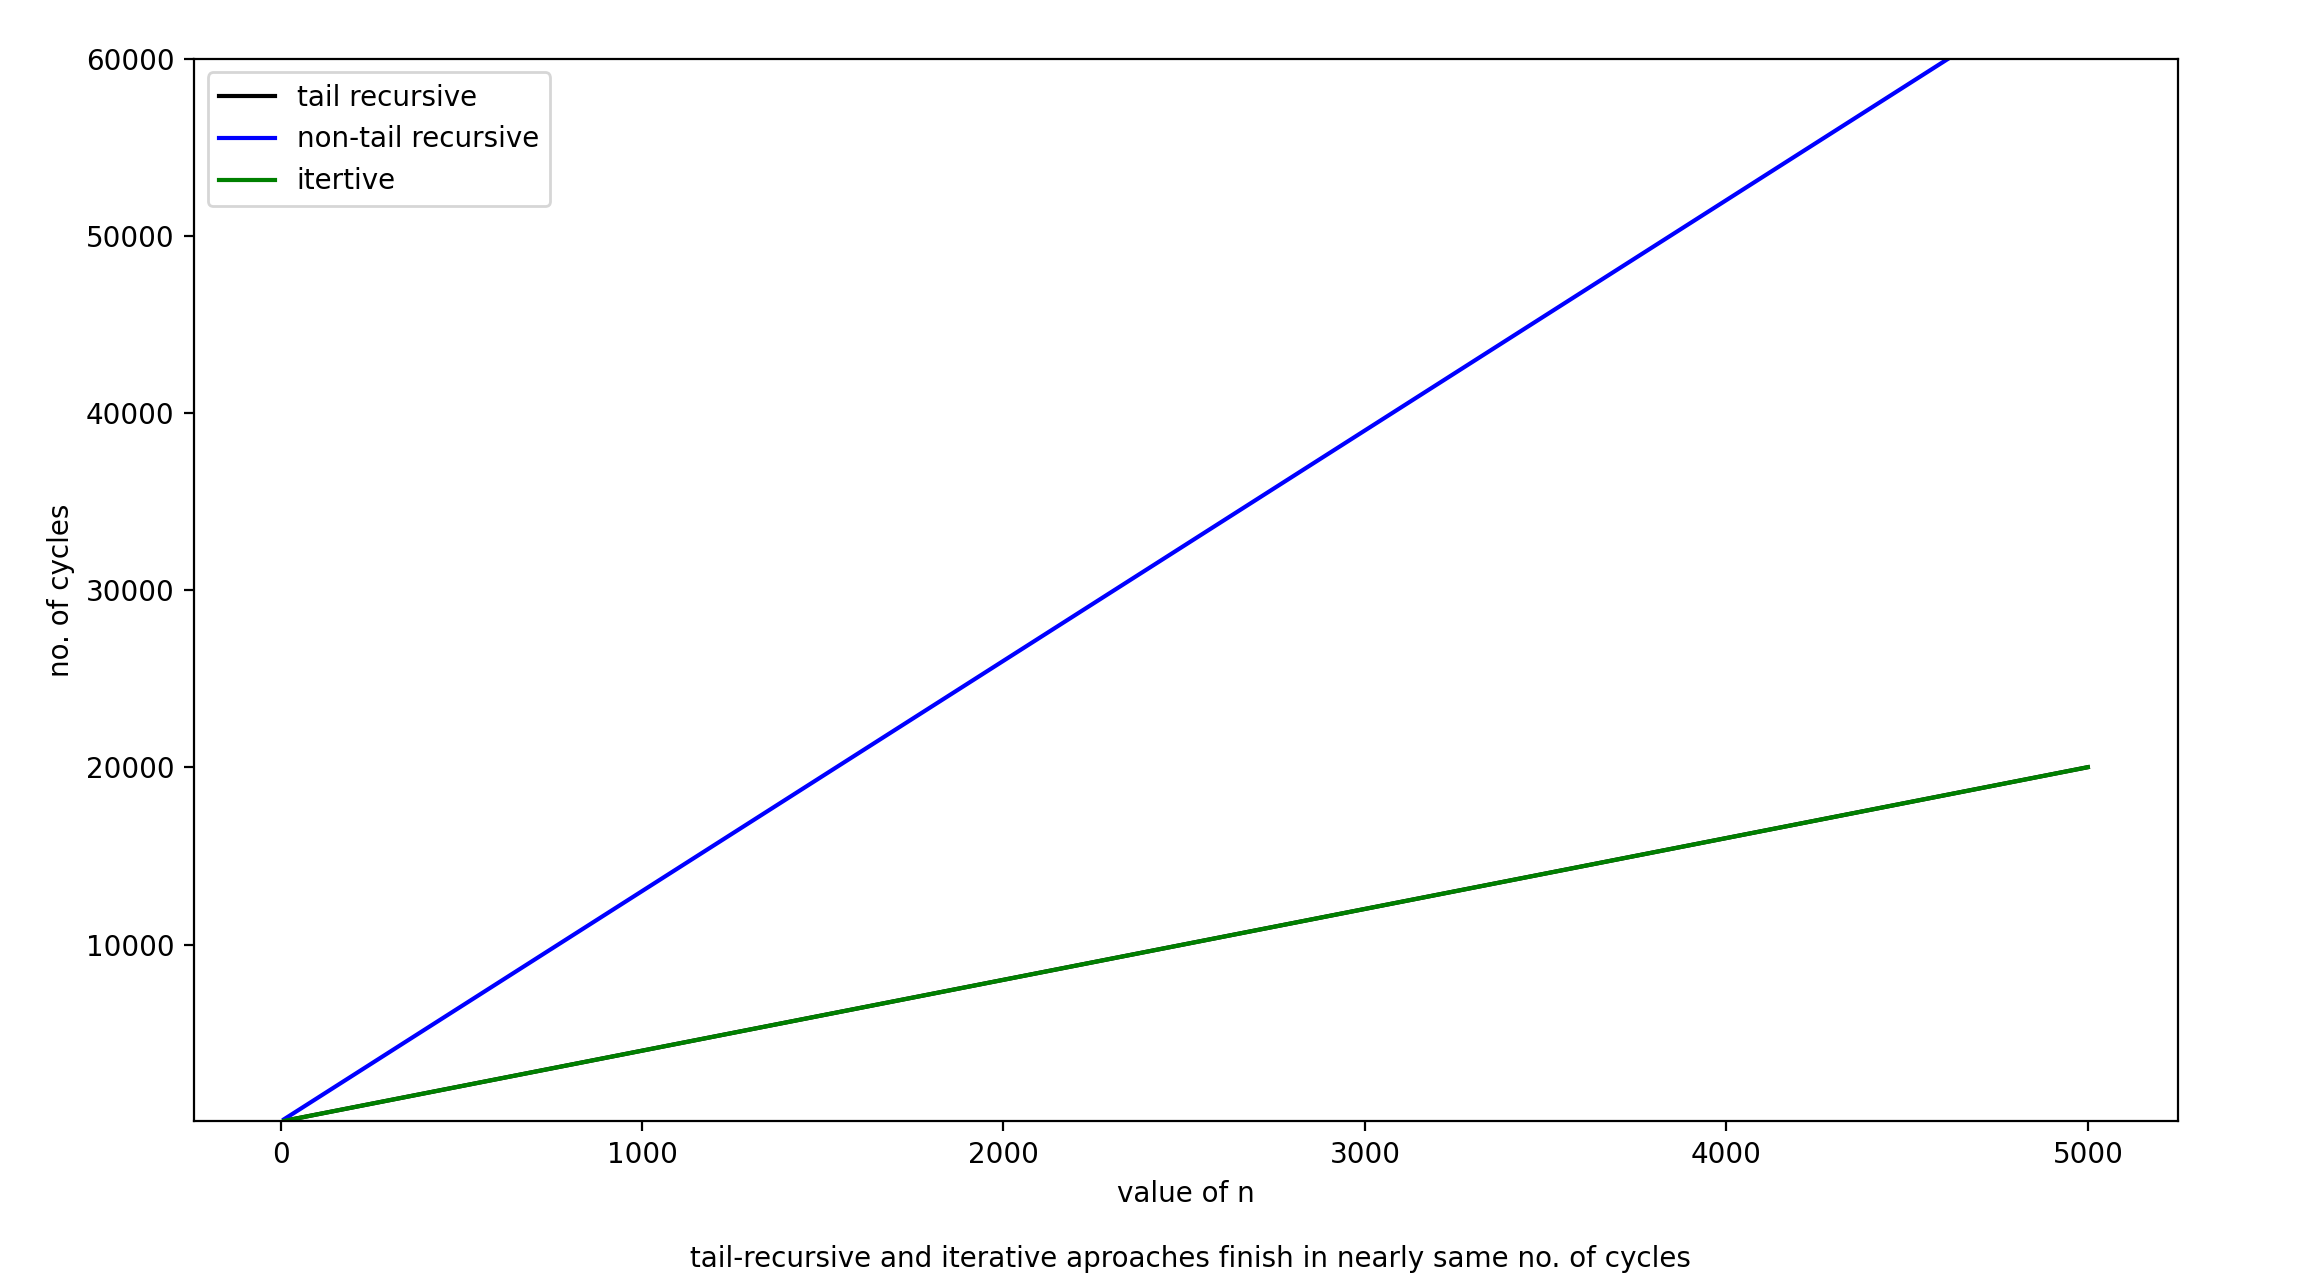 60000
50000
40000
30000
20000
10000
no. of cycles
tail recursive
non-tail recursive
itertive
0 1000 2000 3000 4000 5000
value of n
tail-recursive and iterative aproaches finish in nearly same no. of cycles